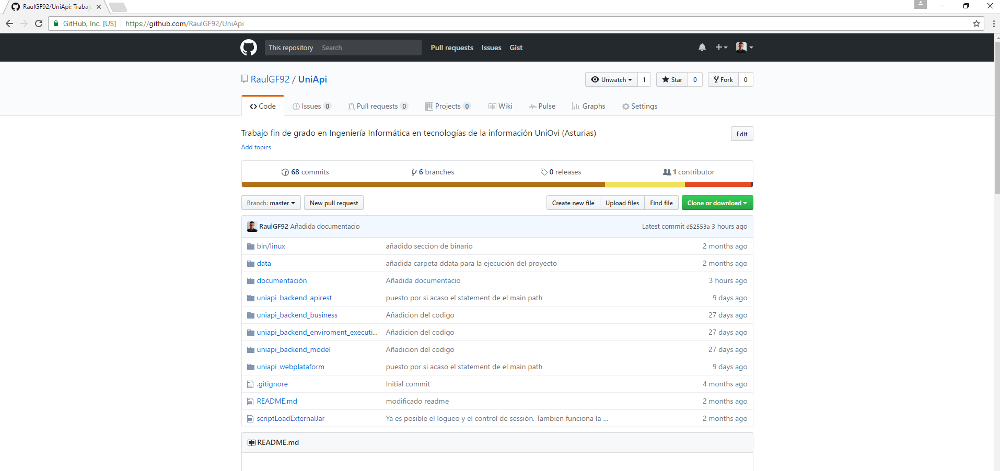 RaulGF92/UniApi: Trabajo
GitHub, Inc. [US] https://github.com/RaulGF92/UniApi
This repository Search Pull requests Issues Gist
RaulGF92 / UniApi Unwatch 1 Star 0 Fork 0
Code Issues 0 Pull requests 0 Projects 0 Wiki Pulse Graphs Settings
Trabajo fin de grado en Ingeniería Informática en tecnologías de la información UniOvi (Asturias) Edit
Add topics
68 commits 6 branches 0 releases 1 contributor
Branch: master New pull request Create new file Upload files Find file Clone or download
RaulGF92 Añadida documentacio Latest commit d52553a 3 hours ago
bin/linux añadido seccion de binario 2 months ago
data añadida carpeta ddata para la ejecución del proyecto 2 months ago
documentación Añadida documentacio 3 hours ago
uniapi_backend_apirest puesto por si acaso el statement de el main path 9 days ago
uniapi_backend_business Añadicion del codigo 27 days ago
uniapi_backend_enviroment_executi... Añadicion del codigo 27 days ago
uniapi_backend_model Añadicion del codigo 27 days ago
uniapi_webplataform puesto por si acaso el statement de el main path 9 days ago
.gitignore Initial commit 4 months ago
README.md modificado readme 2 months ago
scriptLoadExternalJar Ya es posible el logueo y el control de sessión. Tambien funciona la ... 2 months ago
README.md